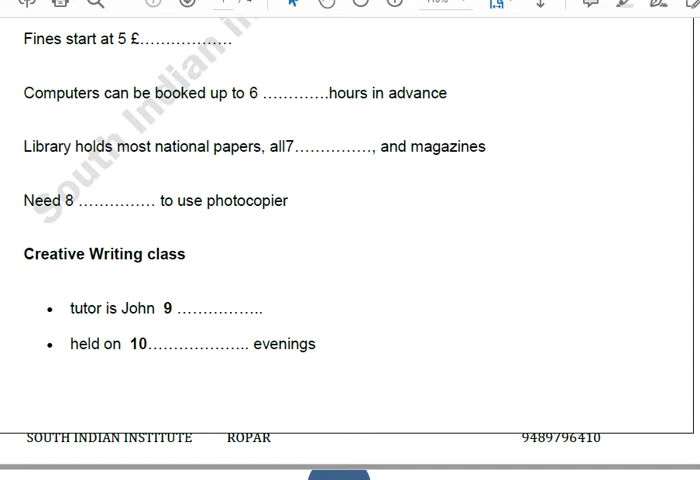 Fines start at 5 £………………
Computers can be booked up to 6 ………….hours in advance
Library holds most national papers, all7……………, and magazines
Need 8 …………… to use photocopier
South Indian
Creative Writing class
• tutor is John 9 ……………..
• held on 10……………….. evenings
SOUTH INDIAN INSTITUTE ROPAR 9489796410